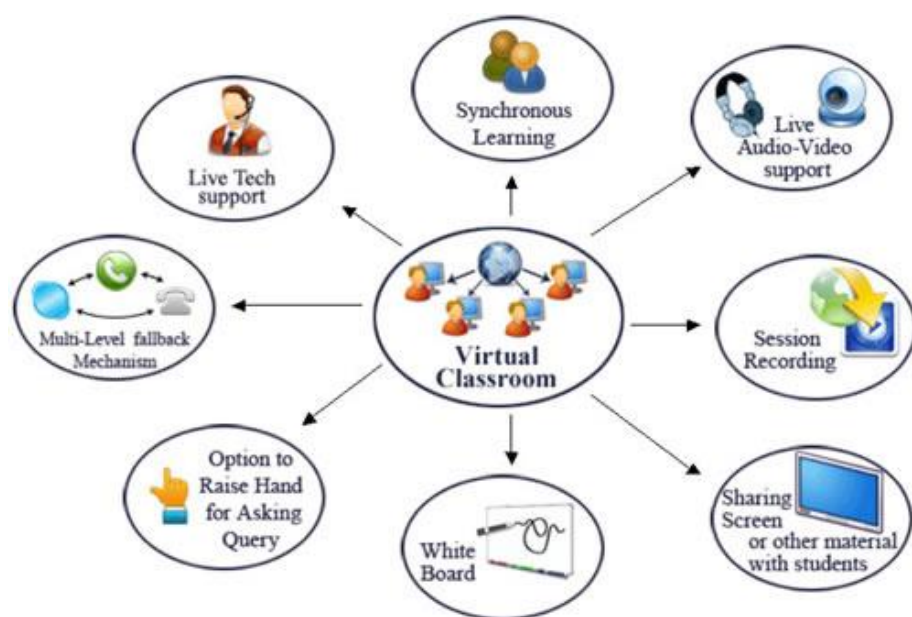 Synchronous
Learning
Live Tech
support
Live
Audio-Video
support
Multi-Level fallback
Mechanism
Virtual
Classroom
Session
Recording
Option to
Raise Hand
for Asking
Query
White
Board
Sharing
Screen
or other material
with students